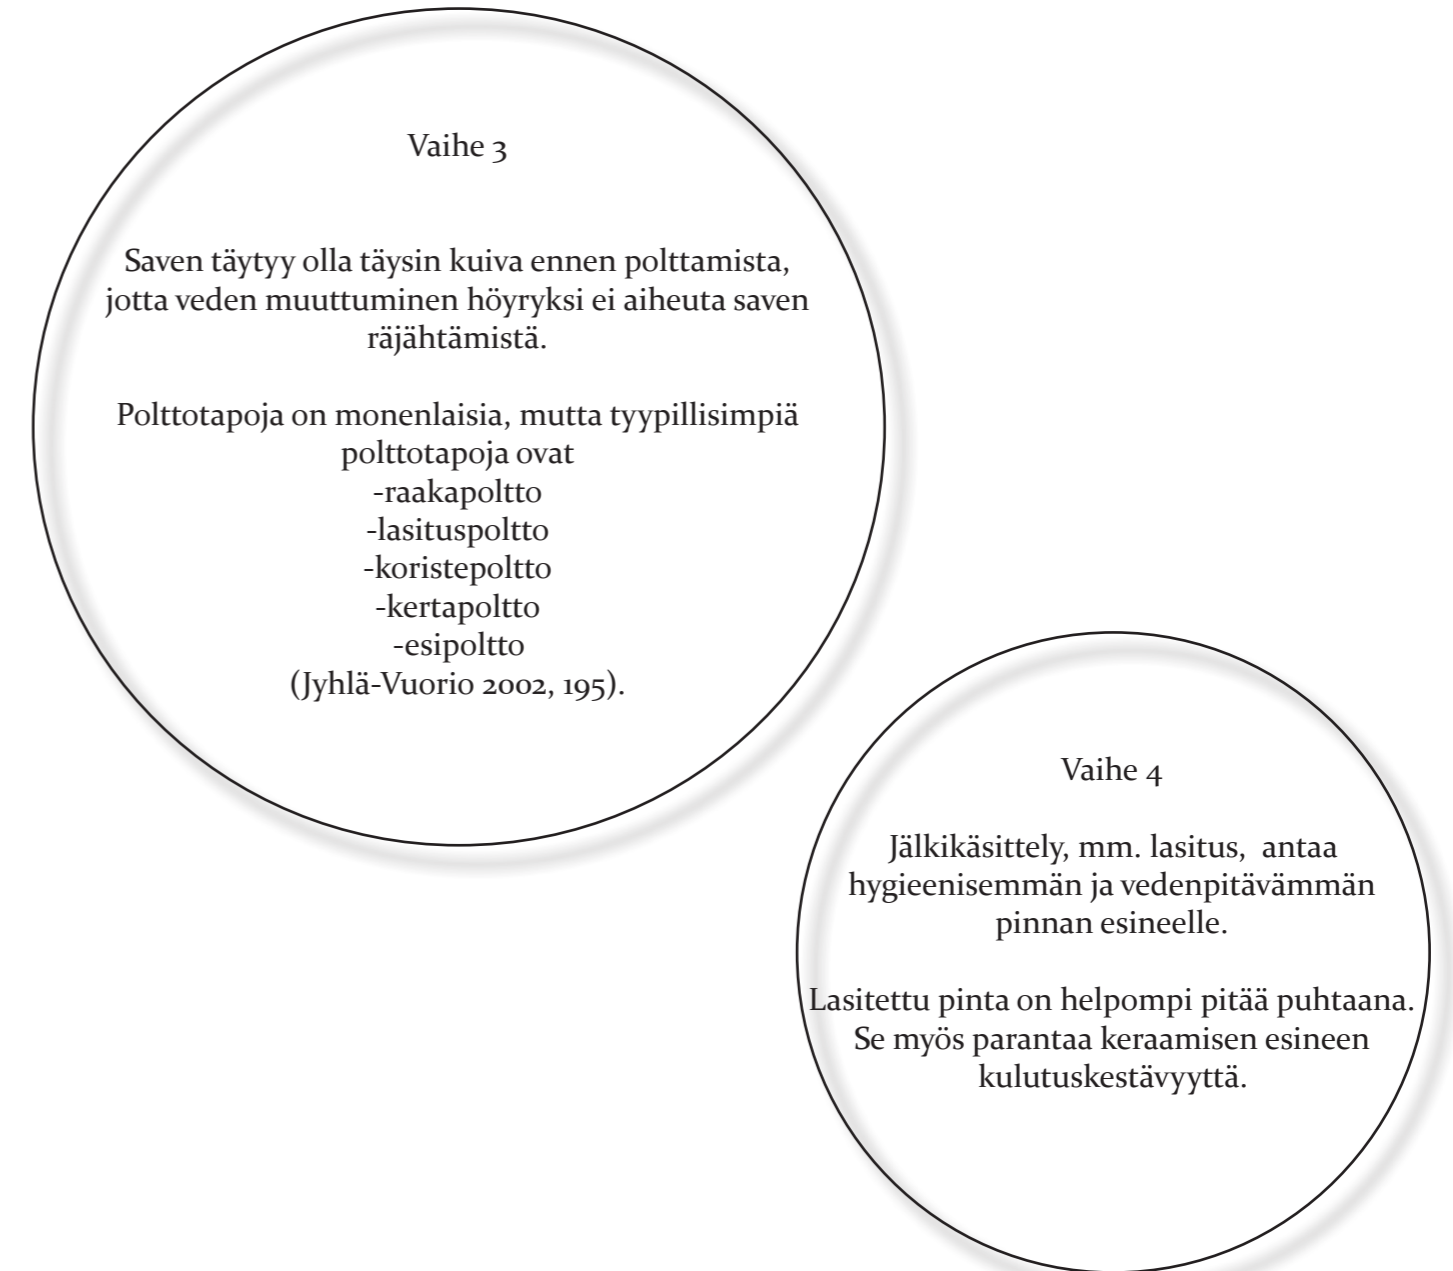 Vaihe 3
Saven täytyy olla täysin kuiva ennen polttamista,
jotta veden muuttuminen höyryksi ei aiheuta saven
räjähtämistä.
Polttotapoja on monenlaisia, mutta tyypillisimpiä
polttotapoja ovat
-raakapoltto
-lasituspoltto
-koristepoltto
-kertapoltto
-esipoltto
(Jyhlä-Vuorio 2002, 195).
Vaihe 4
Jälkikäsittely, mm. lasitus,  antaa
hygieenisemmän ja vedenpitävämmän
pinnan esineelle.
Lasitettu pinta on helpompi pitää puhtaana.
Se myös parantaa keraamisen esineen
kulutuskestävyyttä.